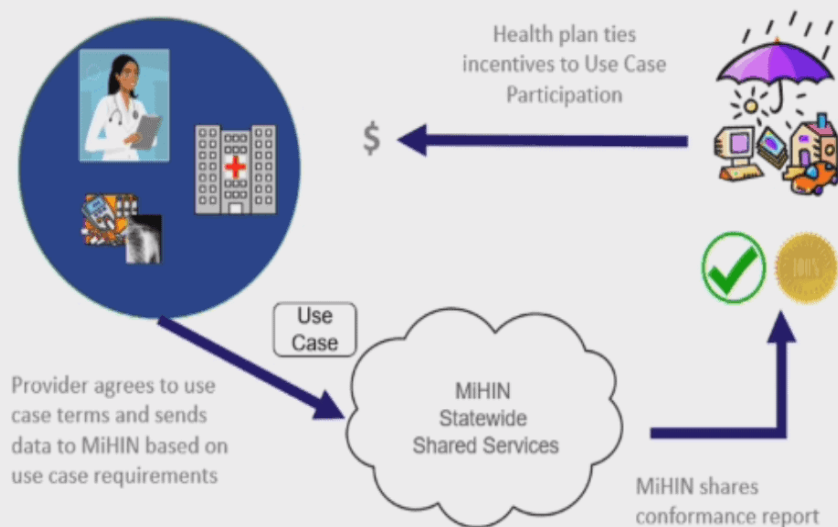 Health plan ties
incentives to Use Case
Participation
$
100%
Use
Case
MiHIN
Statewide
Shared Services
Provider agrees to use
case terms and sends
data to MiHIN based on
use case requirements
MiHIN shares
conformance report